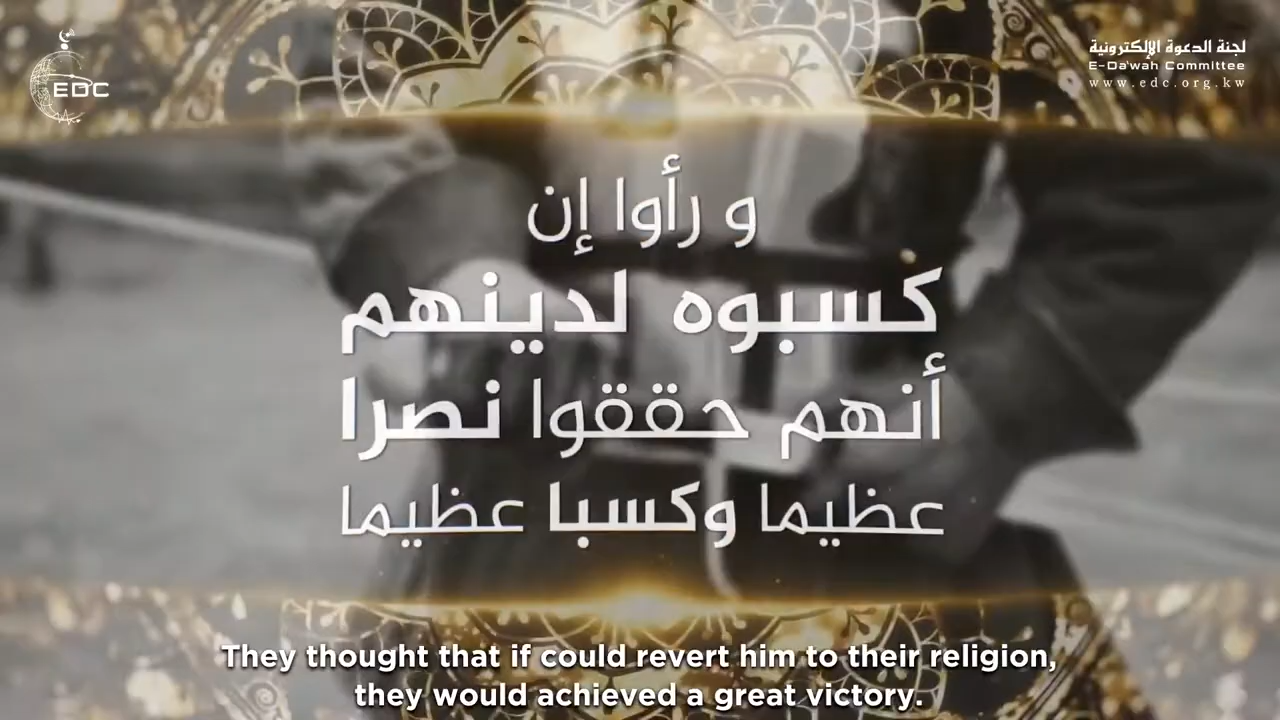 EDC
لجنة الدعوة الإلكترونية
E-Da'wah Committee
www.edc.org.kw
و رأوا إن
كسبوه لدينهم
أنهم حققوا نصرا
عظيما وكسبا عظيما
They thought that if could revert him to their religion,
they would achieved a great victory.